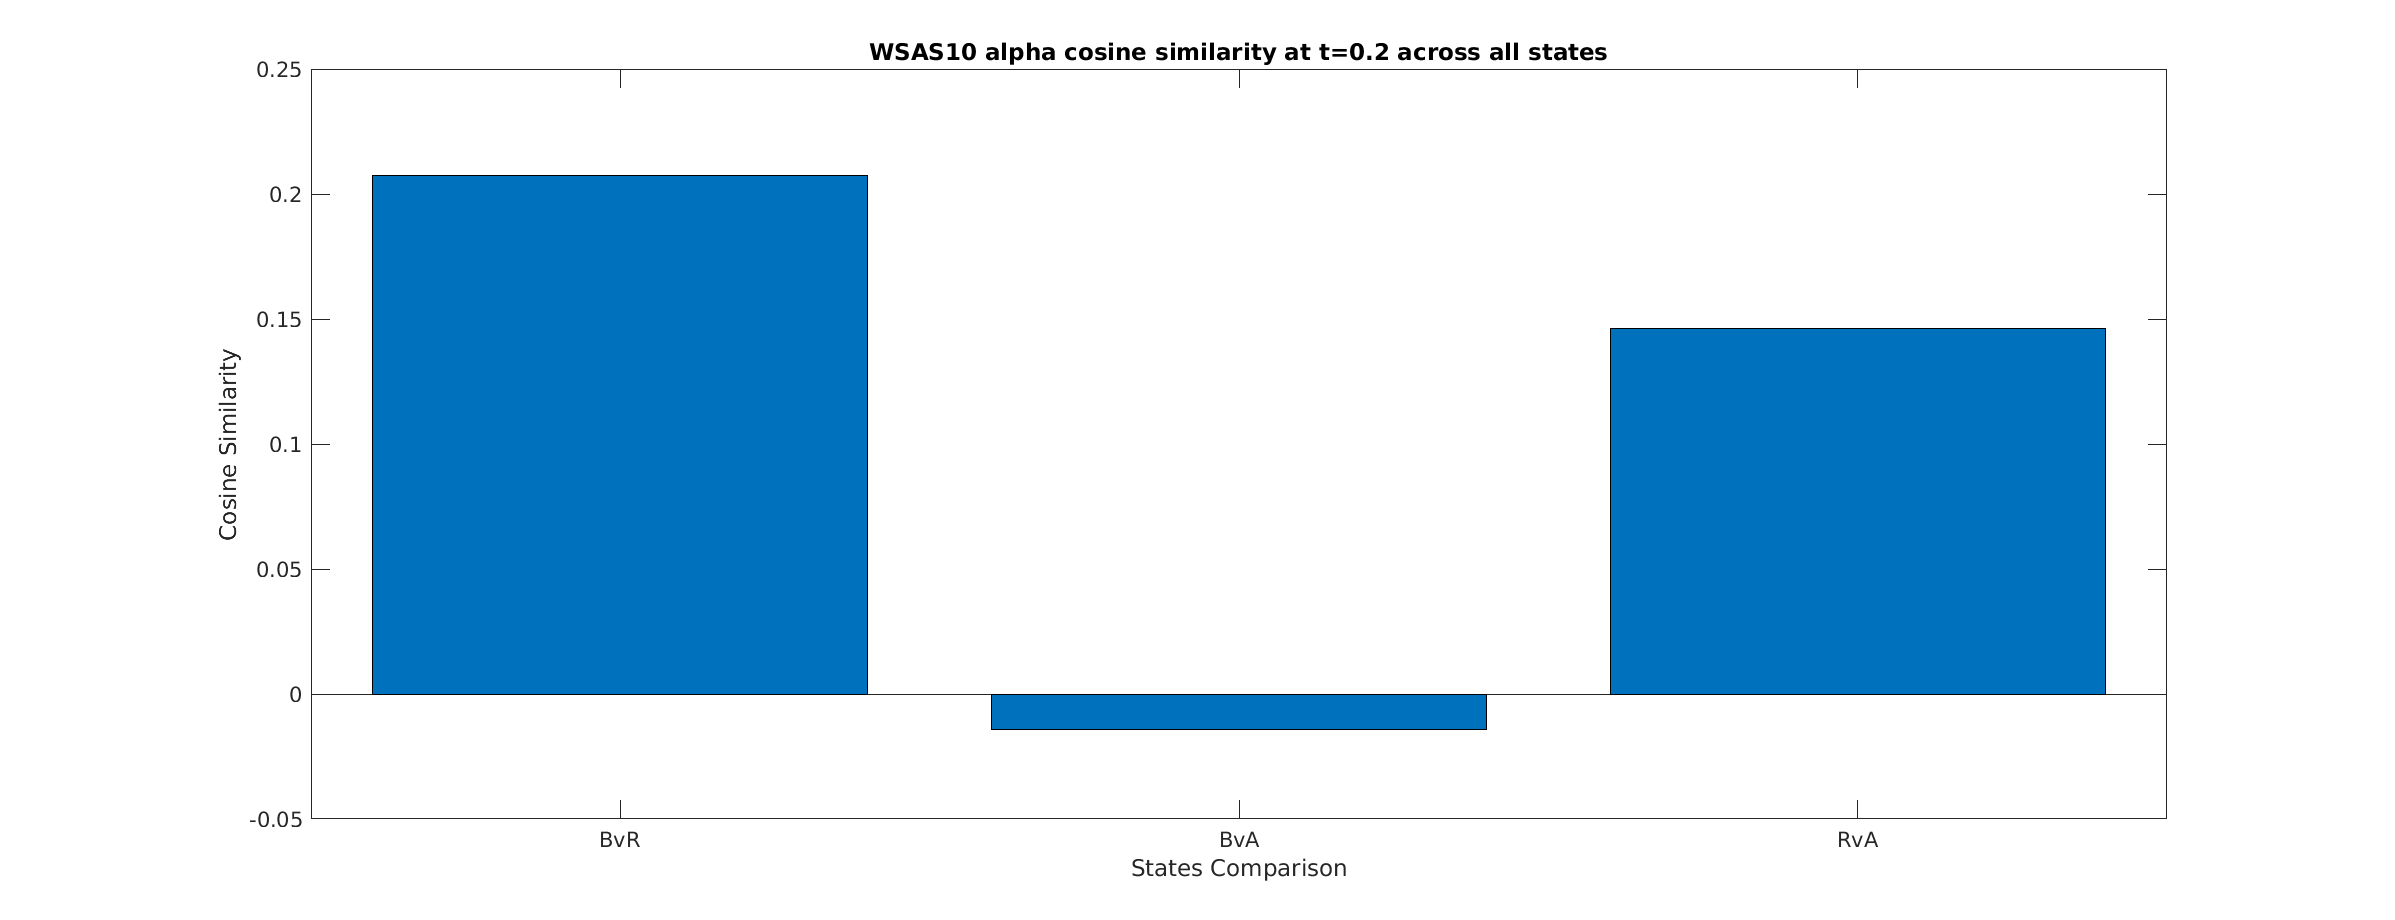 WSAS10 alpha cosine similarity at t=0.2 across all states
0.25
0.2
0.15
0.1
0.05
0
-0.05
Cosine Similarity
BvR BvA RvA
States Comparison